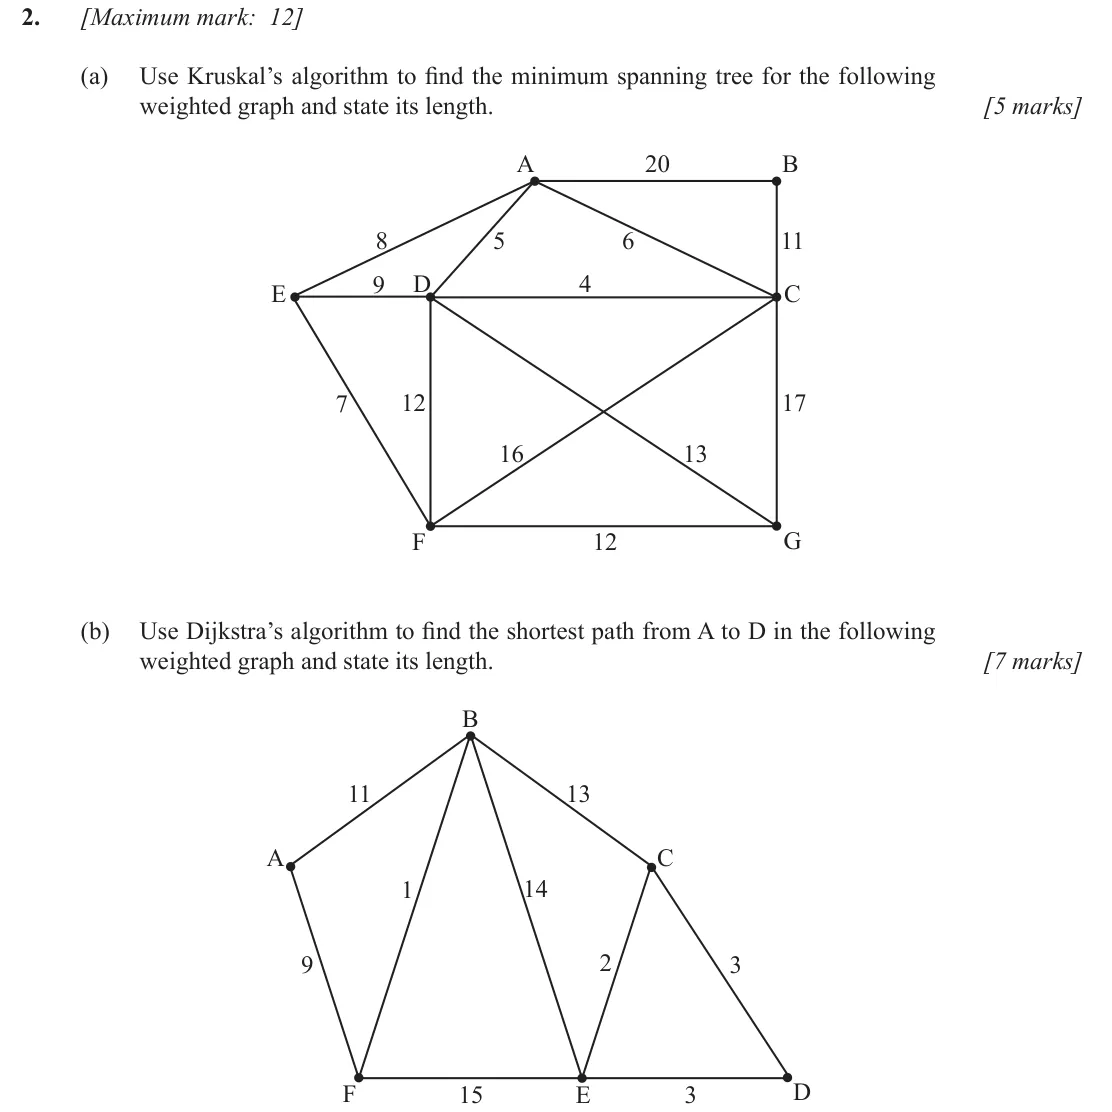 2. [Maximum mark: 12]
(a) Use Kruskal’s algorithm to find the minimum spanning tree for the following
weighted graph and state its length. [5 marks]
A 20 B
8 5 6 11
E 9 D 4 C
7 12 17
16 13
F 12 G
(b) Use Dijkstra’s algorithm to find the shortest path from A to D in the following
weighted graph and state its length. [7 marks]
B
11 13
A C
1 14
9 2 3
F 15 E 3 D